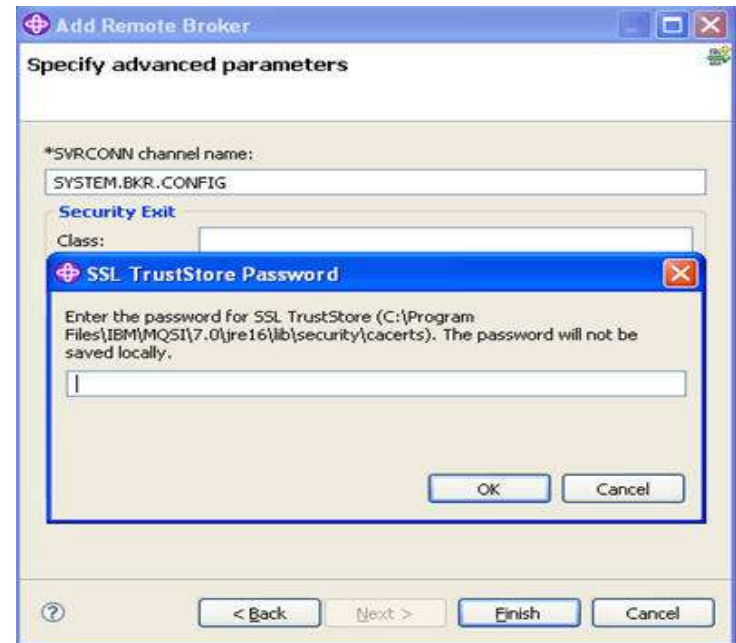 Add Remote Broker
Specify advanced parameters
*SVRCONN channel name:
SYSTEM.BKR.CONFIG
Security Exit
Class:
SSL TrustStore Password
Enter the password for SSL TrustStore (C:\Program
Files\IBM\MQSI\7.0\jre16\lib\security\cacerts). The password will not be
saved locally.
OK
Cancel
< Back
Next >
Finish
Cancel